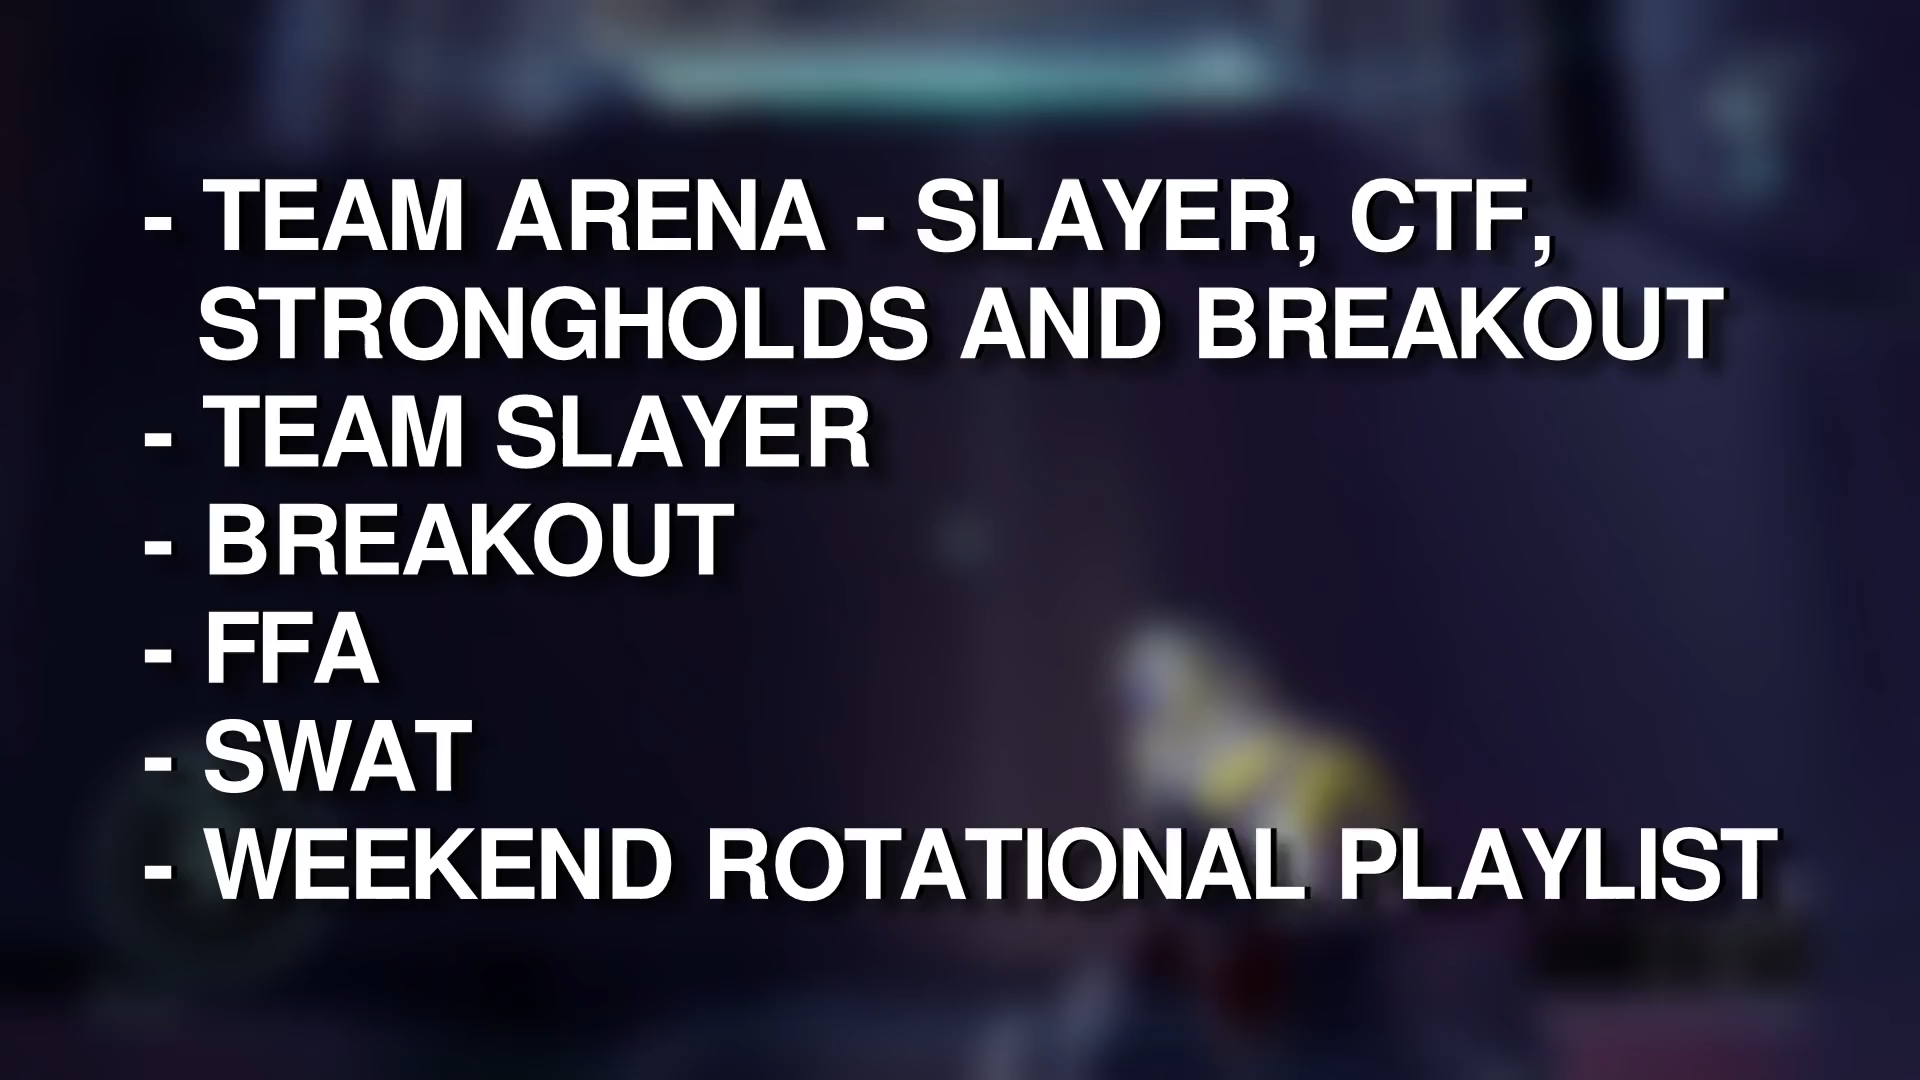 - TEAM ARENA - SLAYER, CTF,
STRONGHOLDS AND BREAKOUT
- TEAM SLAYER
- BREAKOUT
- FFA
- SWAT
- WEEKEND ROTATIONAL PLAYLIST